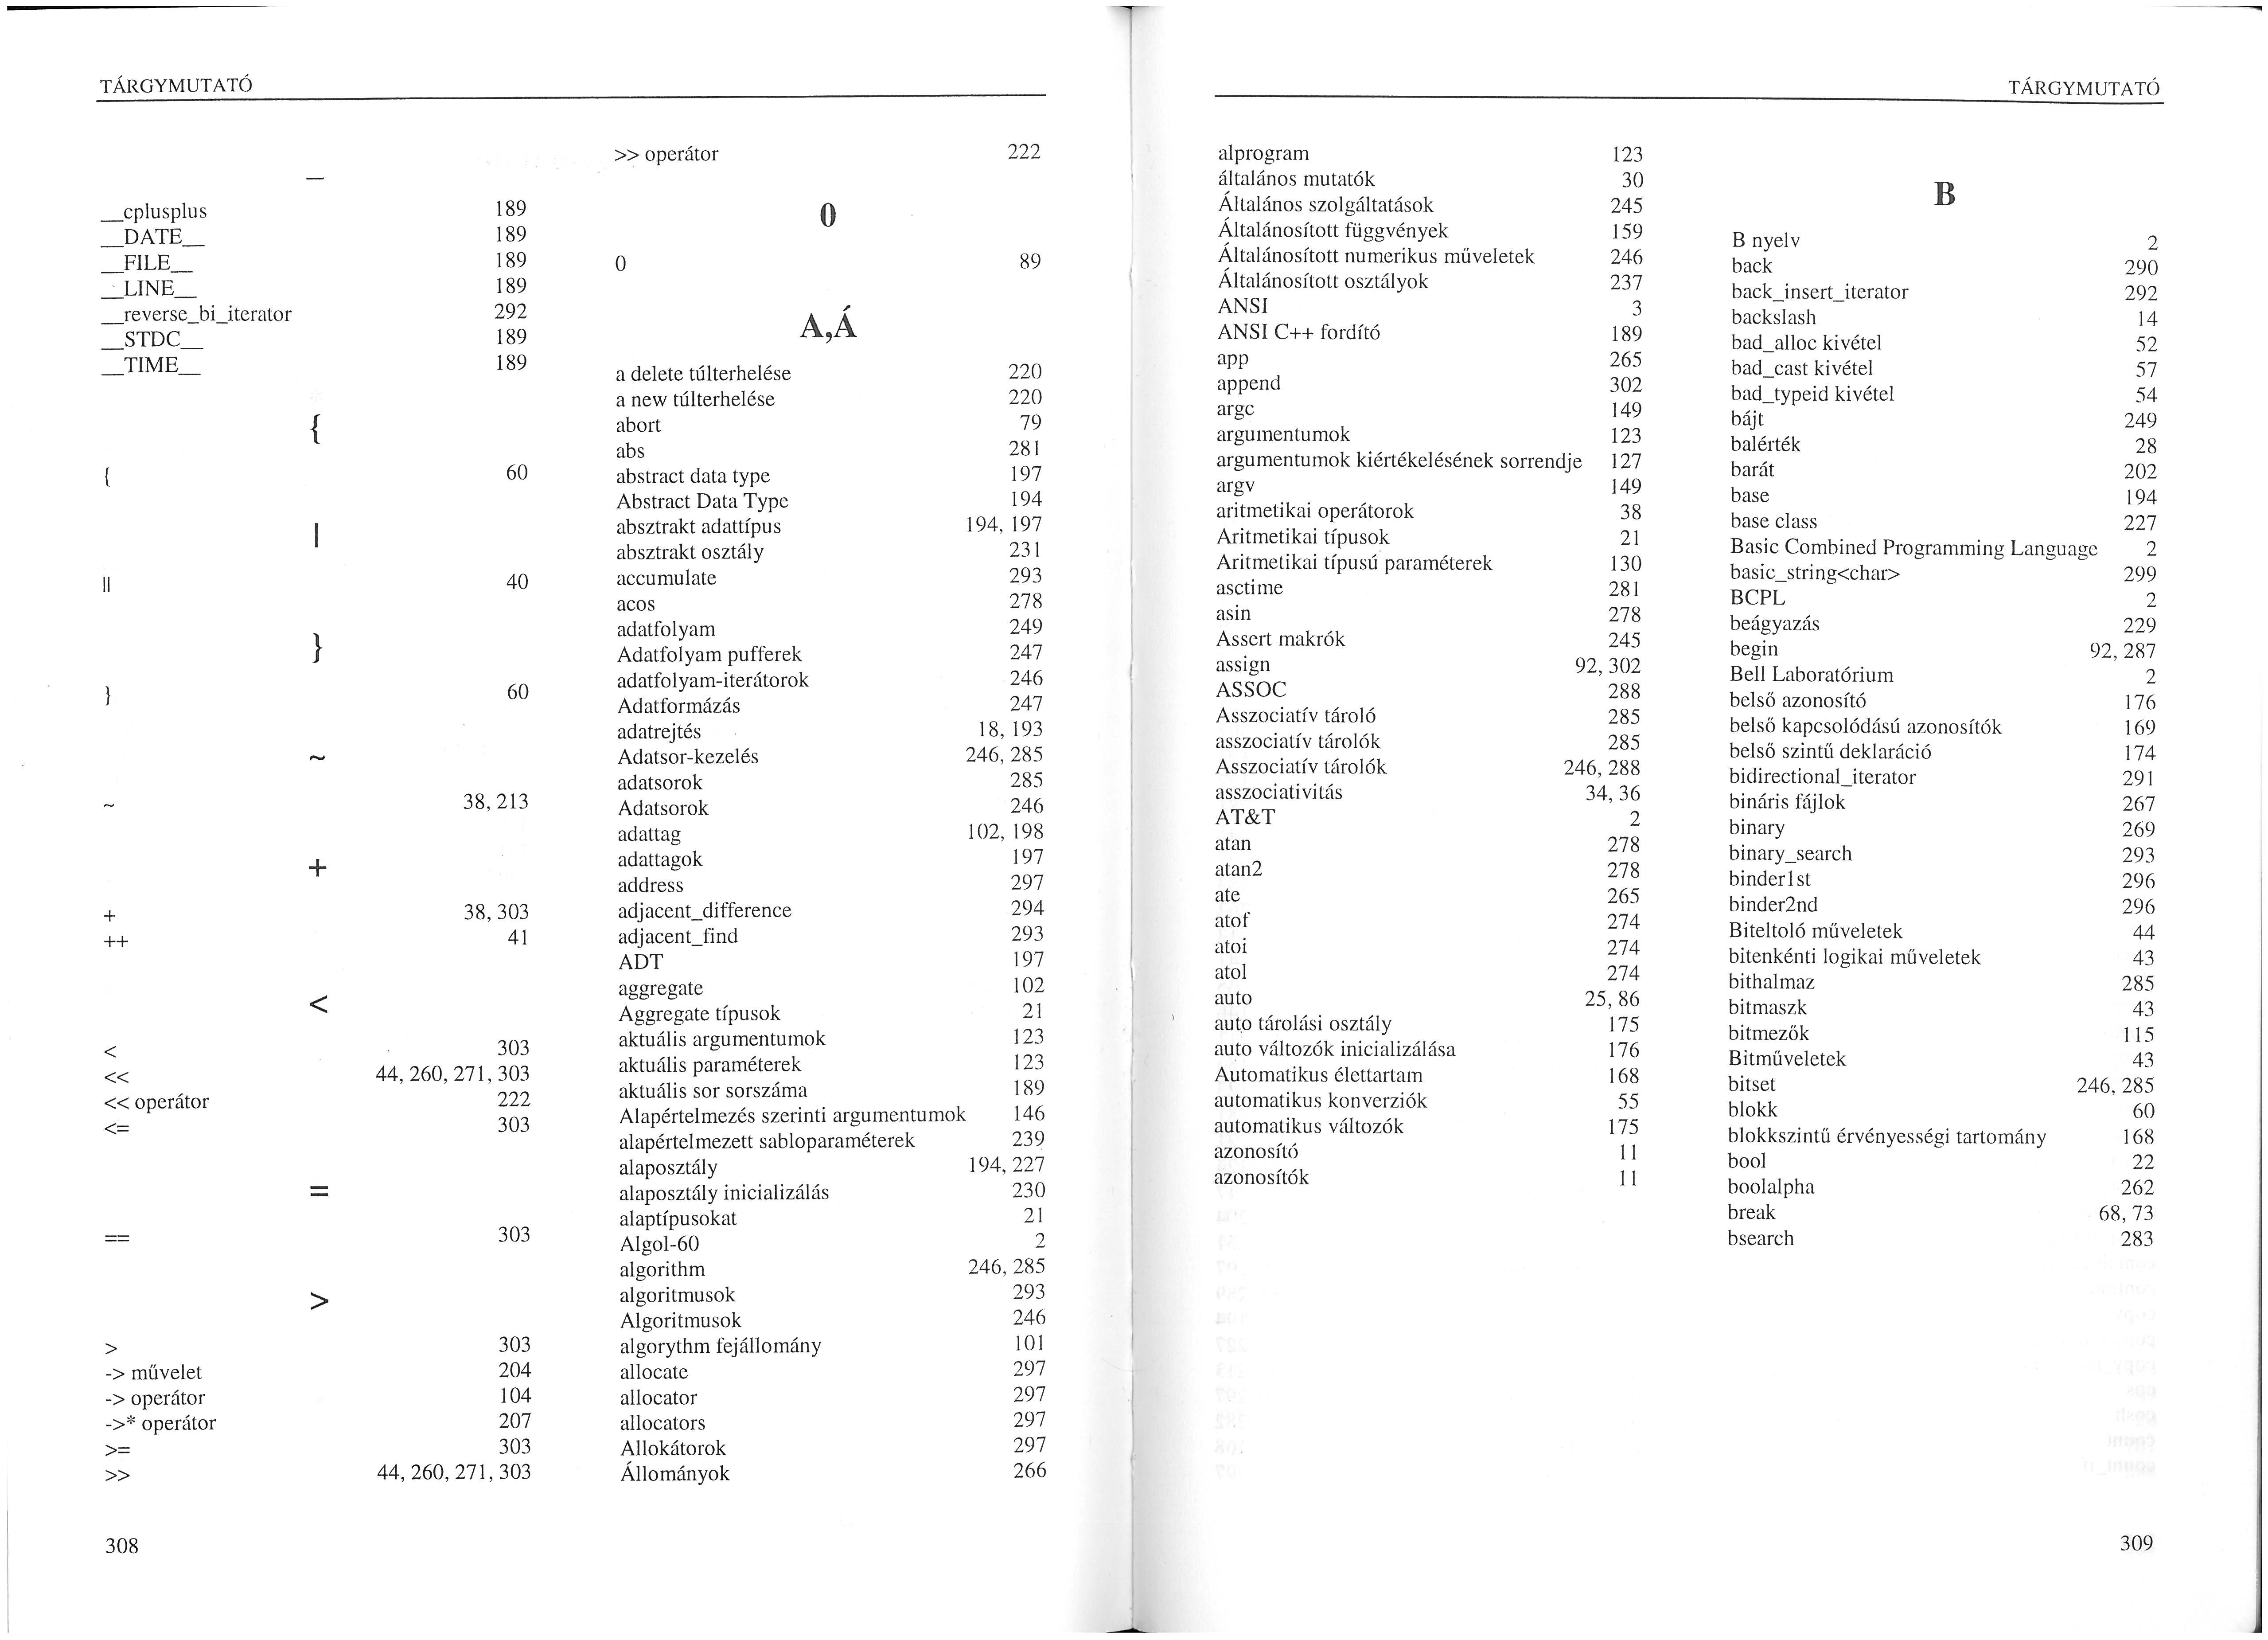 TÁRGYMUTATÓ
_
__cplusplus 189
__DATE__ 189
__FILE__ 189
__LINE__ 189
__reverse_bi_iterator 292
__STDC__ 189
__TIME__ 189
{
{ 60
|
|| 40
}
} 60
~
~ 38, 213
+
+ 38, 303
++ 41
<
< 303
<< 44, 260, 271, 303
<< operátor 222
<= 303
=
== 303
>
> 303
-> művelet 204
-> operátor 104
->* operátor 207
>= 303
>> 44, 260, 271, 303
>> operátor 222
0
0 89
A,Á
a delete túlterhelése 220
a new túlterhelése 220
abort 79
abs 281
abstract data type 197
Abstract Data Type 194
absztrakt adattípus 194, 197
absztrakt osztály 231
accumulate 293
acos 278
adatfolyam 249
Adatfolyam pufferek 247
adatfolyam-iterátorok 246
Adatformázás 247
adatrejtés 18, 193
Adatsor-kezelés 246, 285
adatsorok 285
Adatsorok 246
adattag 102, 198
adattagok 197
address 297
adjacent_difference 294
adjacent_find 293
ADT 197
aggregate 102
Aggregate típusok 21
aktuális argumentumok 123
aktuális paraméterek 123
aktuális sor sorszáma 189
Alapértelmezés szerinti argumentumok 146
alapértelmezett sabloparaméterek 239
alaposztály 194, 227
alaposztály inicializálás 230
alaptípusokat 21
Algol-60 2
algorithm 246, 285
algoritmusok 293
Algoritmusok 246
algorythm fejállomány 101
allocate 297
allocator 297
allocators 297
Allokátorok 297
Állományok 266
308
TÁRGYMUTATÓ
alprogram 123
általános mutatók 30
Általános szolgáltatások 245
Általánosított függvények 159
Általánosított numerikus műveletek 246
Általánosított osztályok 237
ANSI 3
ANSI C++ fordító 189
app 265
append 302
argc 149
argumentumok 123
argumentumok kiértékelésének sorrendje 127
argv 149
aritmetikai operátorok 38
Aritmetikai típusok 21
Aritmetikai típusú paraméterek 130
asctime 281
asin 278
Assert makrók 245
assign 92, 302
ASSOC 288
Asszociatív tároló 285
asszociatív tárolók 285
Asszociatív tárolók 246, 288
asszociativitás 34, 36
AT&T 2
atan 278
atan2 278
ate 265
atof 274
atoi 274
atol 274
auto 25, 86
auto tárolási osztály 175
auto változók inicializálása 176
Automatikus élettartam 168
automatikus konverziók 55
automatikus változók 175
azonosító 11
azonosítók 11
B
B nyelv 2
back 290
back_insert_iterator 292
backslash 14
bad_alloc kivétel 52
bad_cast kivétel 57
bad_typeid kivétel 54
bájt 249
balérték 28
barát 202
base 194
base class 227
Basic Combined Programming Language 2
basic_string<char> 299
BCPL 2
beágyazás 229
begin 92, 287
Bell Laboratórium 2
belső azonosító 176
belső kapcsolódású azonosítók 169
belső szintű deklaráció 174
bidirectional_iterator 291
bináris fájlok 267
binary 269
binary_search 293
binder1st 296
binder2nd 296
Biteltoló műveletek 44
bitenkénti logikai műveletek 43
bithalmaz 285
bitmaszk 43
bitmezők 115
Bitműveletek 43
bitset 246, 285
blokk 60
blokkszintű érvényességi tartomány 168
bool 22
boolalpha 262
break 68, 73
bsearch 283
309